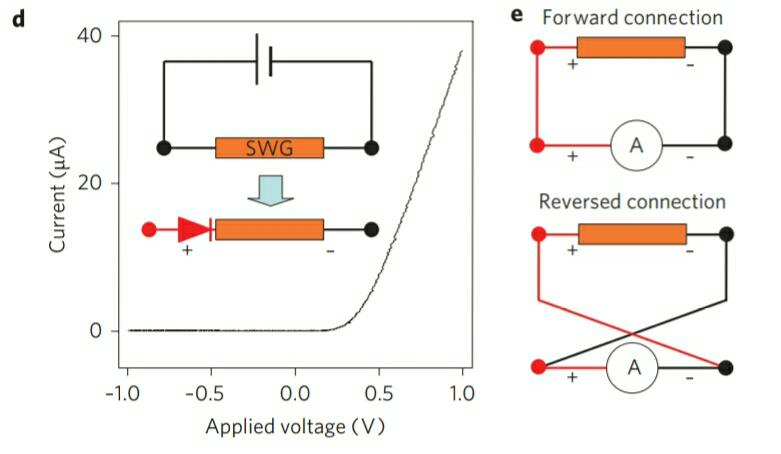 d
40
20
0
Current (μA)
SWG
+ -
-1.0 -0.5 0.0 0.5 1.0
Applied voltage (V)
e
Forward connection
+ -
A
+ -
Reversed connection
+ -
A
+ -